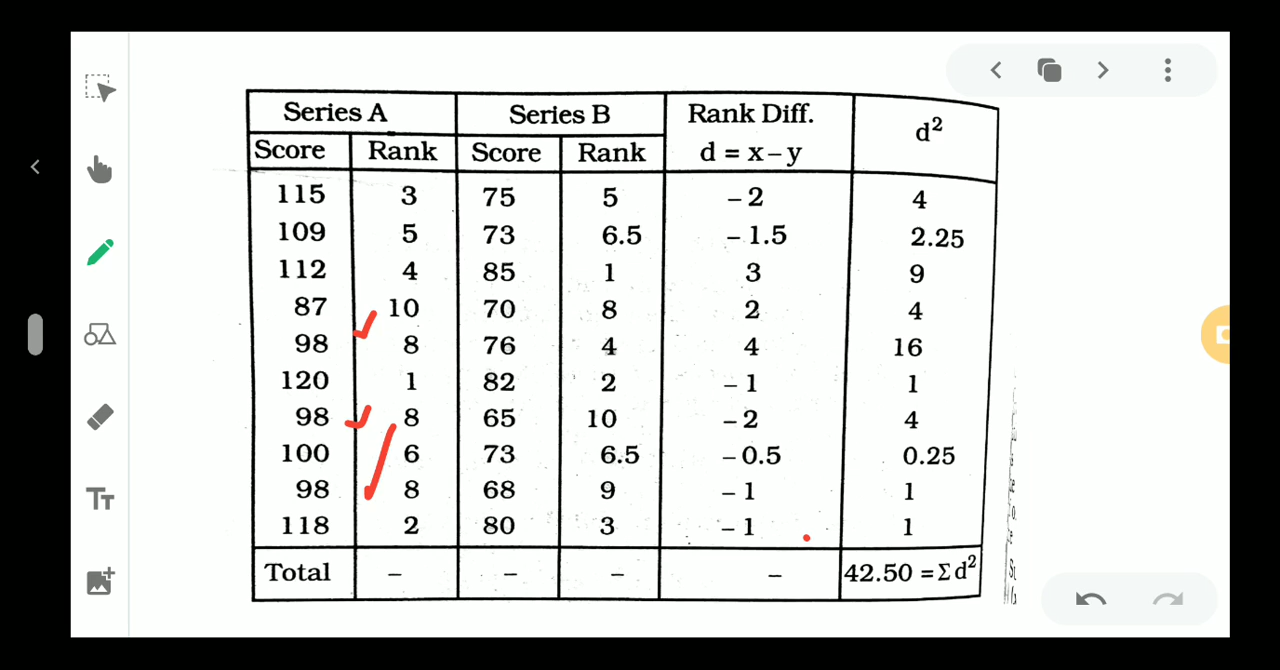 Series A Series B Rank Diff. d²
Score Rank Score Rank d = x – y
115 3 75 5 – 2 4
109 5 73 6.5 – 1.5 2.25
112 4 85 1 3 9
87 10 70 8 2 4
98 8 76 4 4 16
120 1 82 2 – 1 1
98 8 65 10 – 2 4
100 6 73 6.5 – 0.5 0.25
98 8 68 9 – 1 1
118 2 80 3 – 1 1
Total – – – – 42.50 = Σd²
Tт